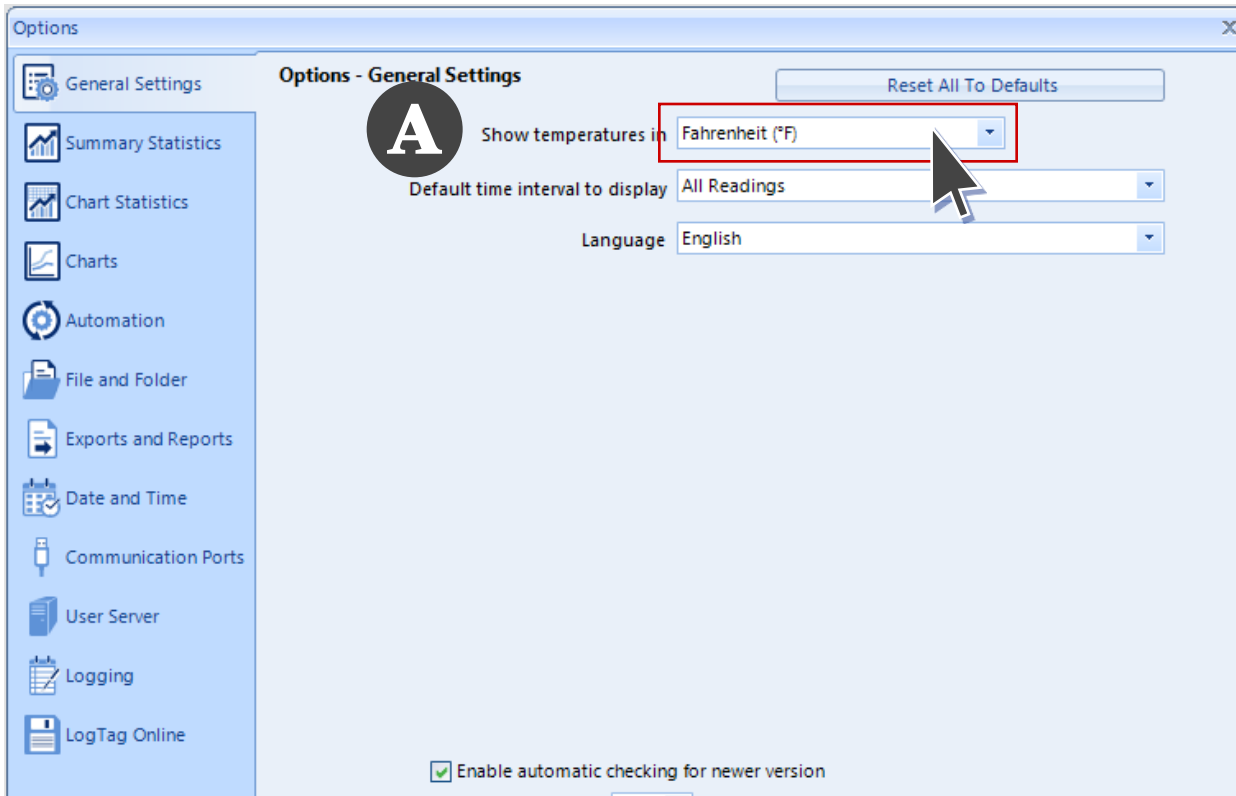 Options
General Settings
Summary Statistics
Chart Statistics
Charts
Automation
File and Folder
Exports and Reports
Date and Time
Communication Ports
User Server
Logging
LogTag Online
Options - General Settings
Reset All To Defaults
A
Show temperatures in Fahrenheit (°F)
Default time interval to display All Readings
Language English
Enable automatic checking for newer version